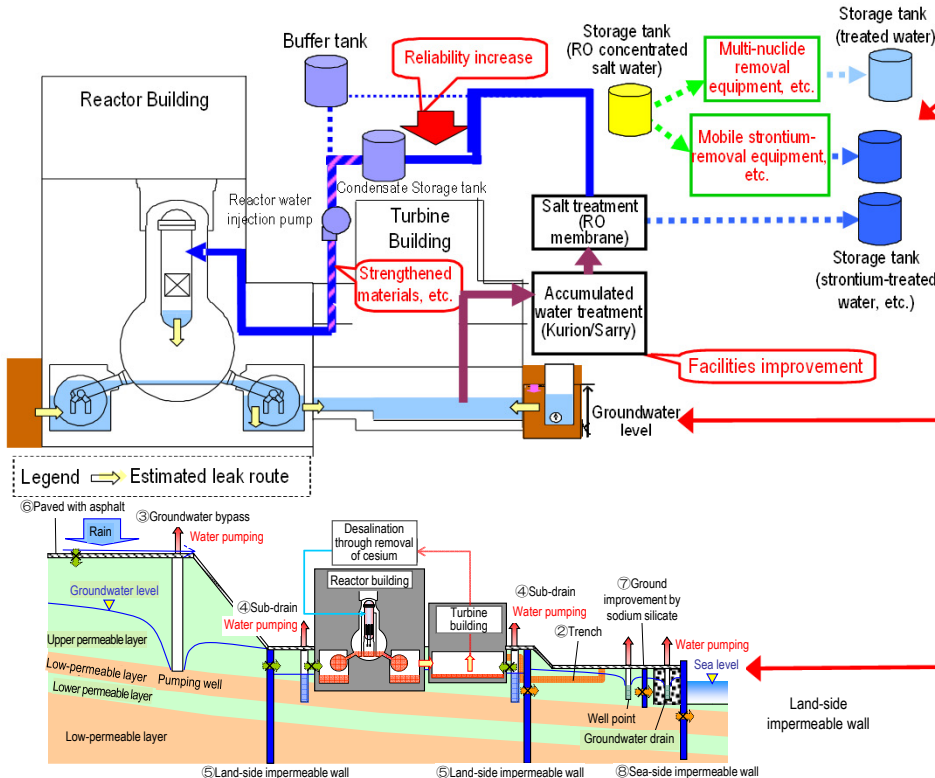 Storage tank
(treated water)
Storage tank
(RO concentrated
salt water)
Buffer tank
Reliability increase
Multi-nuclide
removal
equipment, etc.
Reactor Building
Mobile strontium-
removal equipment,
etc.
Condensate Storage tank
Reactor water
injection pump
Turbine
Building
Salt treatment
(RO
membrane)
Storage tank
(strontium-treated
water, etc.)
Strengthened
materials, etc.
Accumulated
water treatment
(Kurion/Sarry)
Facilities improvement
Groundwater
level
Legend Estimated leak route
⑥Paved with asphalt
Rain
③Groundwater bypass
Water pumping
Desalination
through removal
of cesium
Reactor building
Groundwater level
④Sub-drain
Water pumping
Turbine
building
④Sub-drain
Water pumping
②Trench
⑦Ground
improvement by
sodium silicate
Water pumping
Sea level
Upper permeable layer
Low-permeable layer
Pumping well
Lower permeable layer
Low-permeable layer
Well point
Groundwater drain
Land-side
impermeable wall
⑤Land-side impermeable wall
⑤Land-side impermeable wall
⑧Sea-side impermeable wall